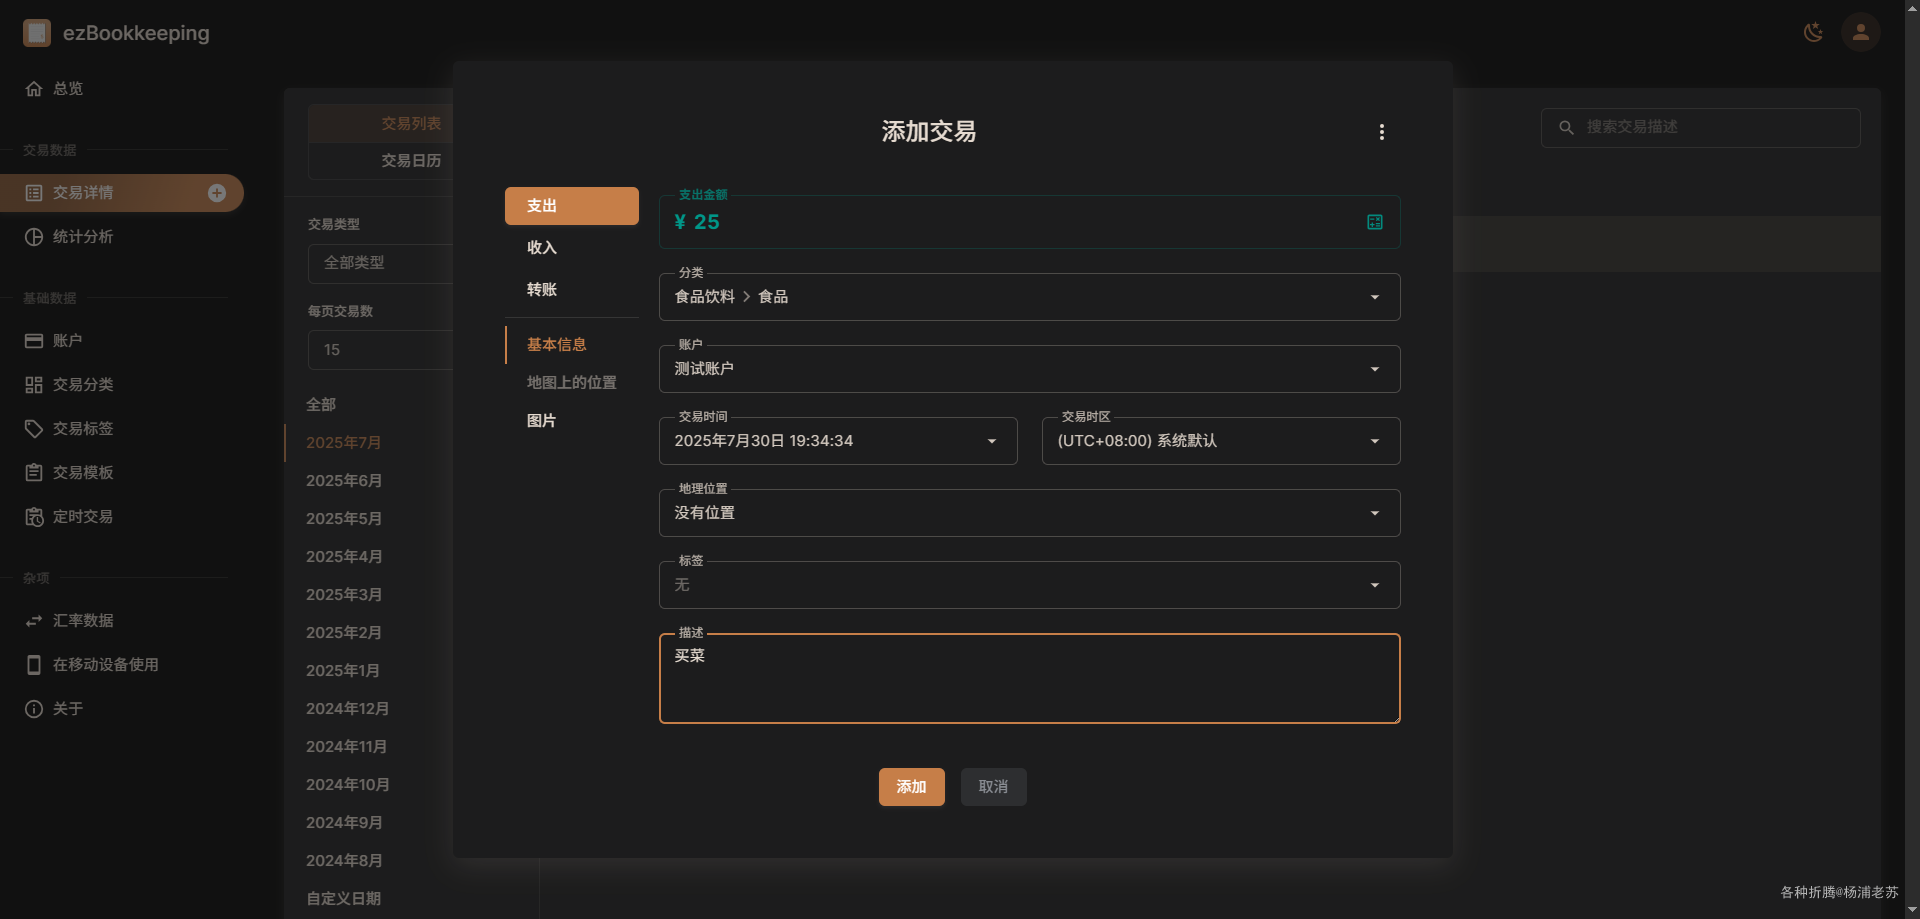 ezBookkeeping
总览
交易数据
交易详情
统计分析
基础数据
账户
交易分类
交易标签
交易模板
定时交易
杂项
汇率数据
在移动设备使用
关于
交易列表
交易日历
交易类型
全部类型
每页交易数
15
全部
2025年7月
2025年6月
2025年5月
2025年4月
2025年3月
2025年2月
2025年1月
2024年12月
2024年11月
2024年10月
2024年9月
2024年8月
自定义日期
搜索交易描述
添加交易
支出
收入
转账
基本信息
地图上的位置
图片
支出金额
¥ 25
分类
食品饮料 > 食品
账户
测试账户
交易时间
2025年7月30日 19:34:34
交易时区
(UTC+08:00) 系统默认
地理位置
没有位置
标签
无
描述
买菜
添加
取消
各种折腾@杨浦老苏